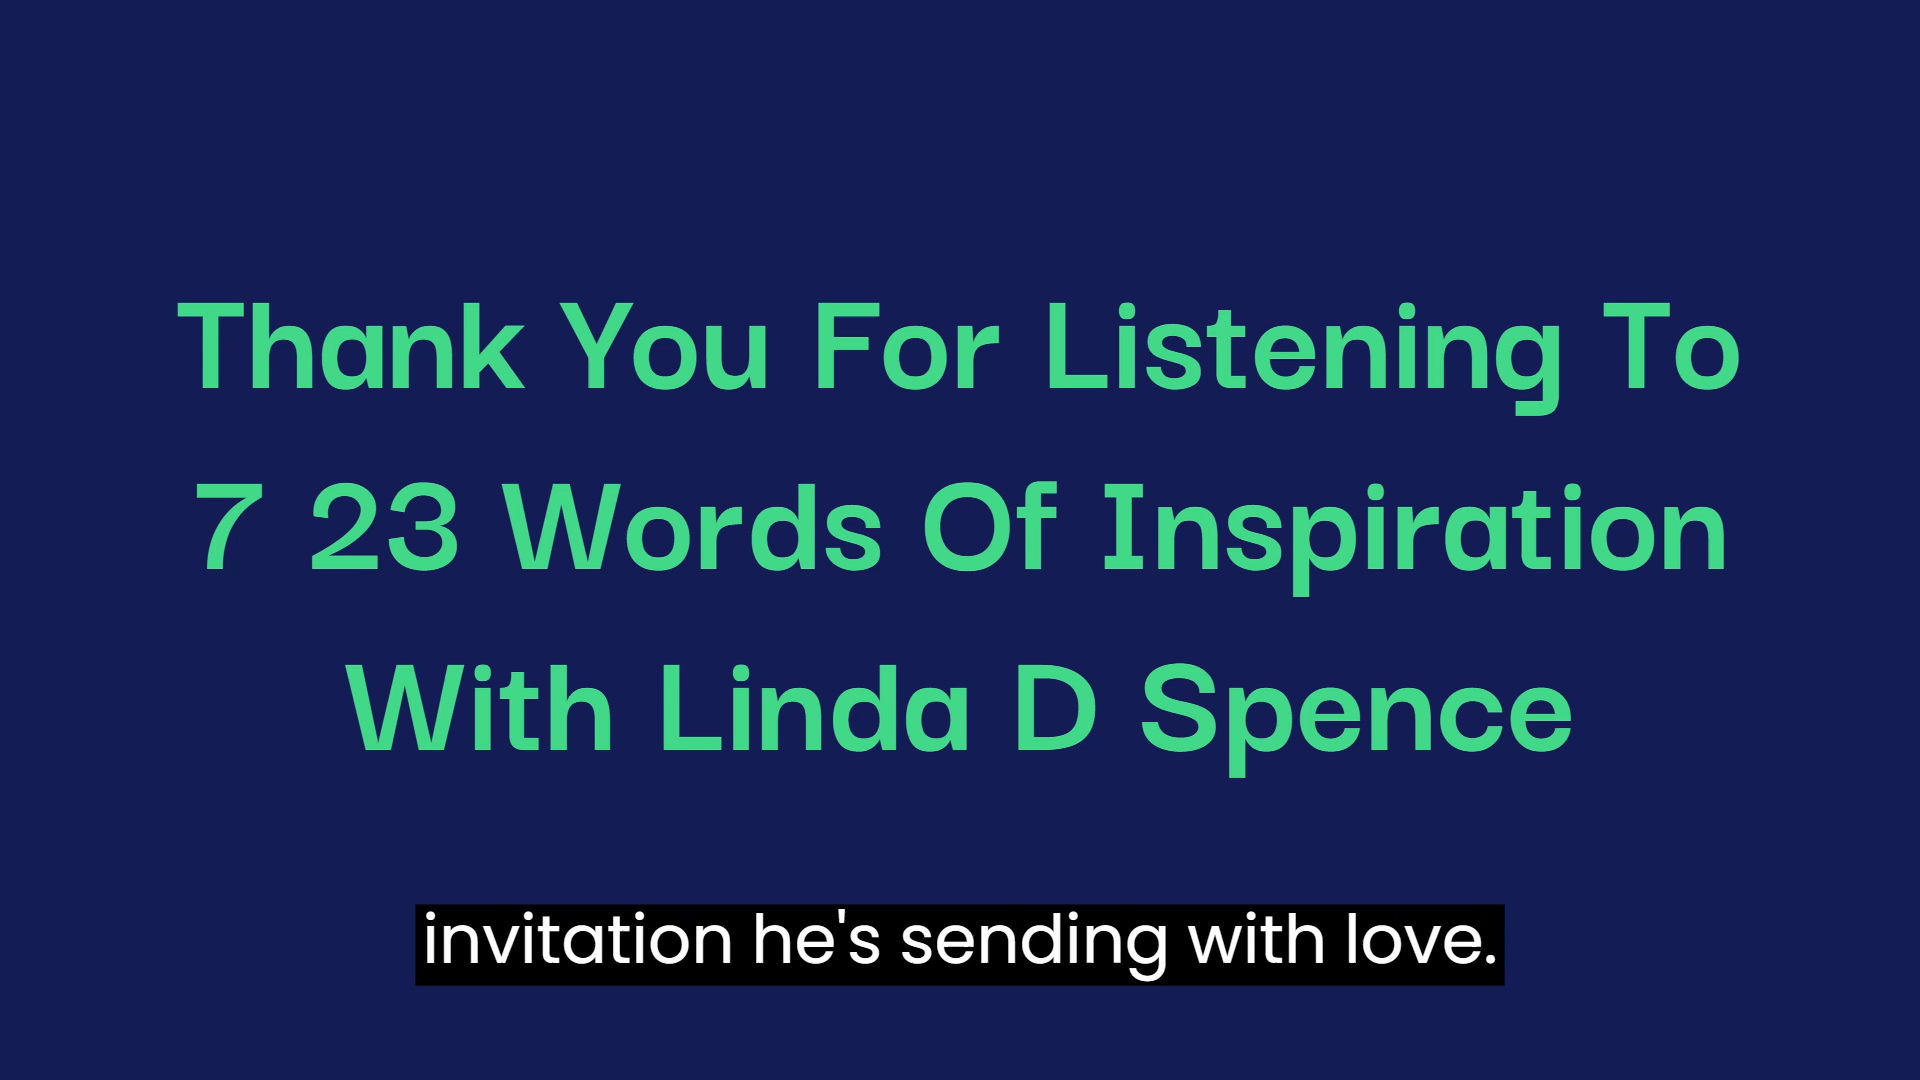 Thank You For Listening To
7 23 Words Of Inspiration
With Linda D Spence
invitation he's sending with love.